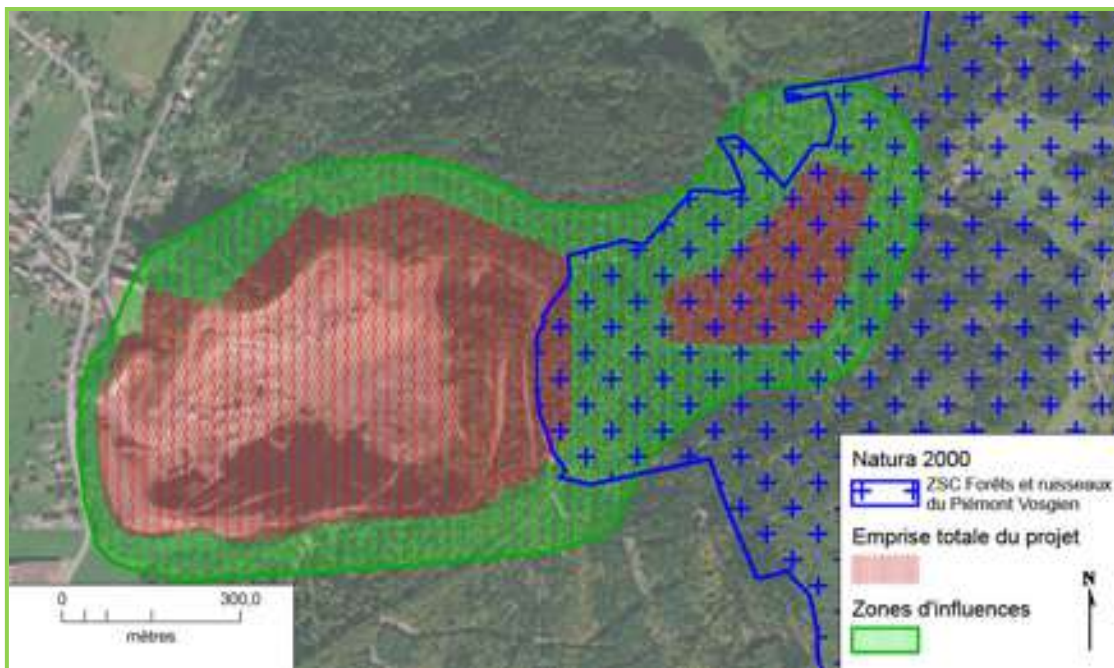 Natura 2000
ZSC Forêts et ruisseaux
du Piémont Vosgien
Emprise totale du projet
Zones d'influences
N
0 300,0
mètres